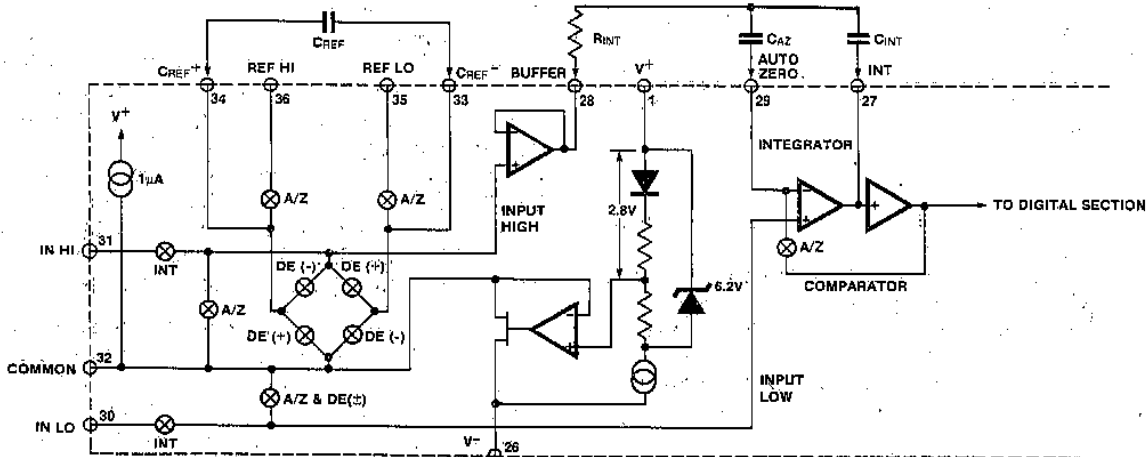 CREF
RINT
CAZ
CINT
CREF+ REF HI REF LO CREF- BUFFER V+ AUTO ZERO INT
34 36 35 33 28 1 29 27
V+
1µA
A/Z
A/Z
INPUT HIGH
2.8V
6.2V
INTEGRATOR
TO DIGITAL SECTION
A/Z
COMPARATOR
IN HI
31
INT
A/Z
DE (-) DE (+)
DE (+) DE (-)
COMMON
32
A/Z & DE(±)
INPUT LOW
IN LO
30
INT
V-
26